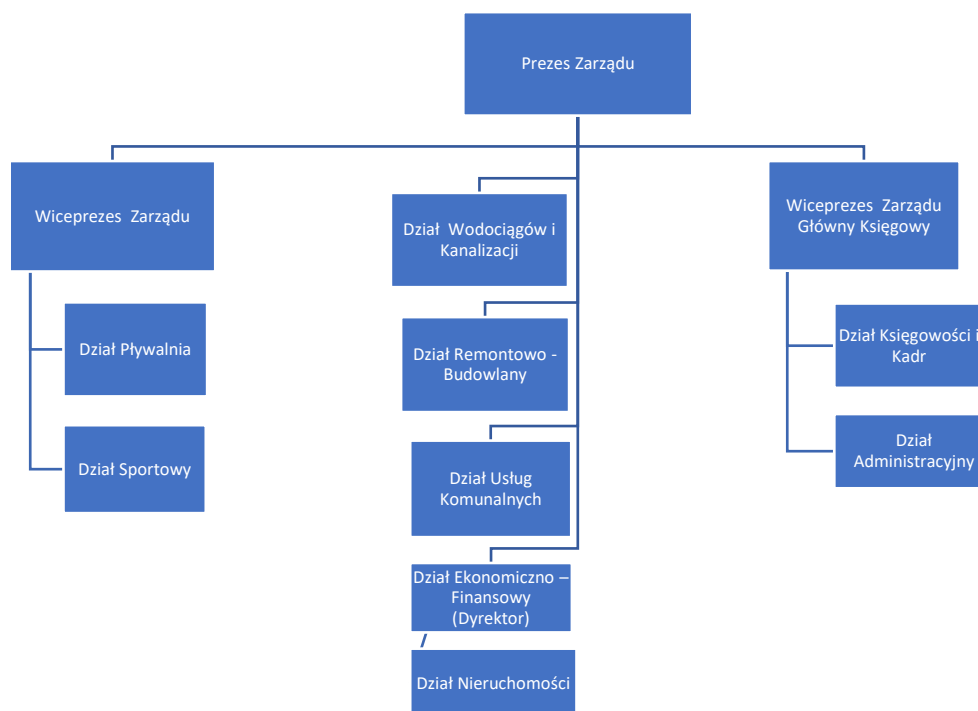 Prezes Zarządu
Wiceprezes Zarządu
Dział Pływalnia
Dział Sportowy
Dział Wodociągów i
Kanalizacji
Dział Remontowo -
Budowlany
Dział Usług
Komunalnych
Dział Ekonomiczno –
Finansowy
(Dyrektor)
Dział Nieruchomości
Wiceprezes Zarządu
Główny Księgowy
Dział Księgowości i
Kadr
Dział
Administracyjny